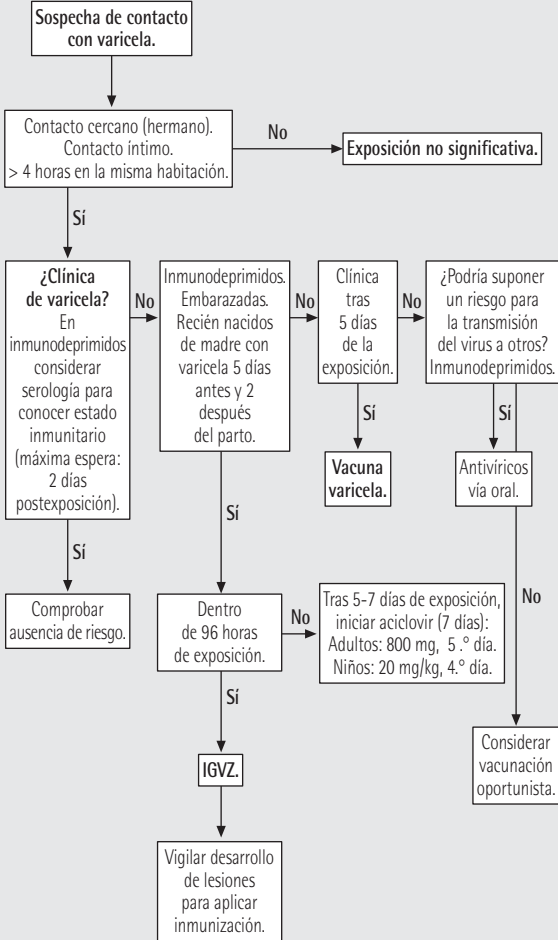 Sospecha de contacto
con varicela.
Contacto cercano (hermano).
Contacto íntimo.
> 4 horas en la misma habitación.
No
Exposición no significativa.
Sí
¿Clínica
de varicela?
En
inmunodeprimidos
considerar
serología para
conocer estado
inmunitario
(máxima espera:
2 días
postexposición).
No
Inmunodeprimidos.
Embarazadas.
Recién nacidos
de madre con
varicela 5 días
antes y 2
después
del parto.
No
Clínica
tras
5 días
de la
exposición.
No
¿Podría suponer
un riesgo para
la transmisión
del virus a otros?
Inmunodeprimidos.
Sí
Vacuna
varicela.
Sí
Antivíricos
vía oral.
Sí
Comprobar
ausencia de riesgo.
Sí
Dentro
de 96 horas
de exposición.
No
Tras 5-7 días de exposición,
iniciar aciclovir (7 días):
Adultos: 800 mg, 5 .º día.
Niños: 20 mg/kg, 4.º día.
No
Considerar
vacunación
oportunista.
Sí
IGVZ.
Vigilar desarrollo
de lesiones
para aplicar
inmunización.